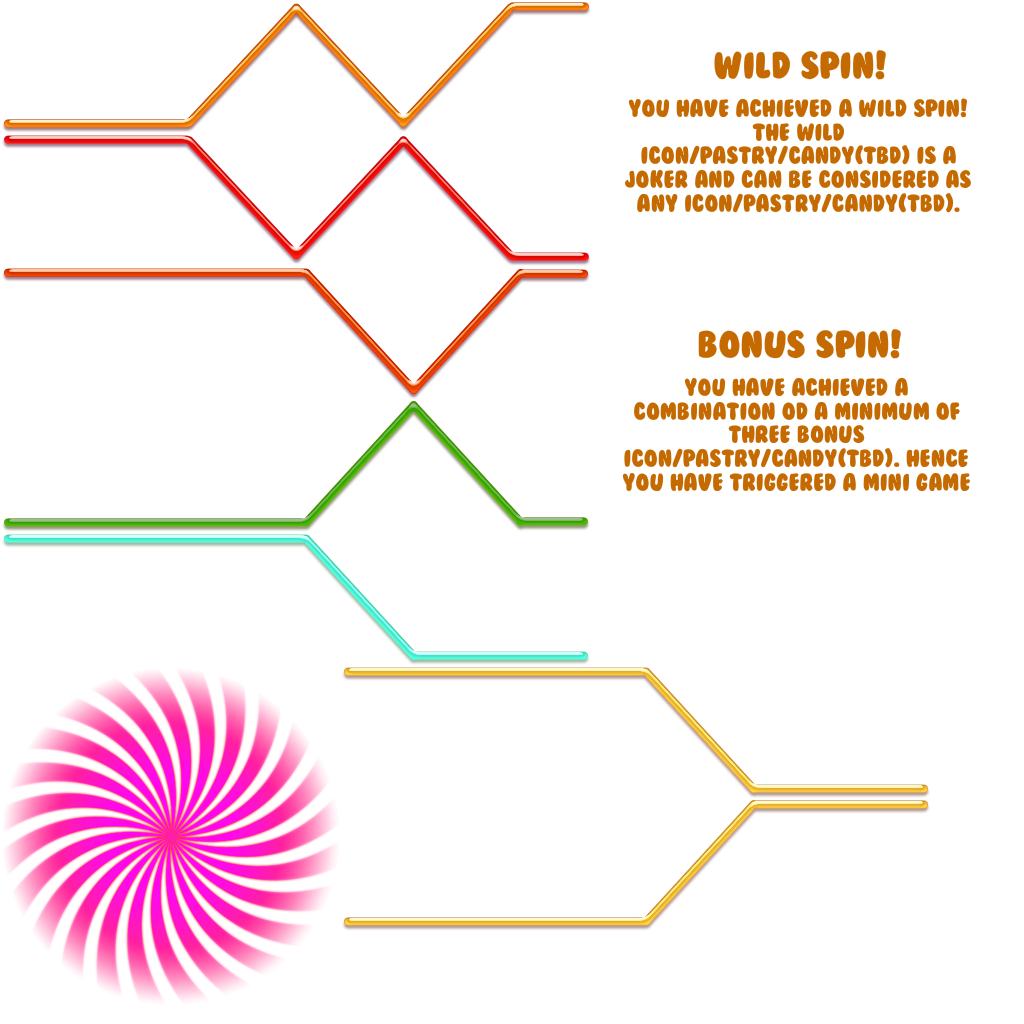 WILD SPIN!
YOU HAVE ACHIEVED A WILD SPIN!
THE WILD
ICON/PASTRY/CANDY(TBD) IS A
JOKER AND CAN BE CONSIDERED AS
ANY ICON/PASTRY/CANDY(TBD).
BONUS SPIN!
YOU HAVE ACHIEVED A
COMBINATION OD A MINIMUM OF
THREE BONUS
ICON/PASTRY/CANDY(TBD). HENCE
YOU HAVE TRIGGERED A MINI GAME